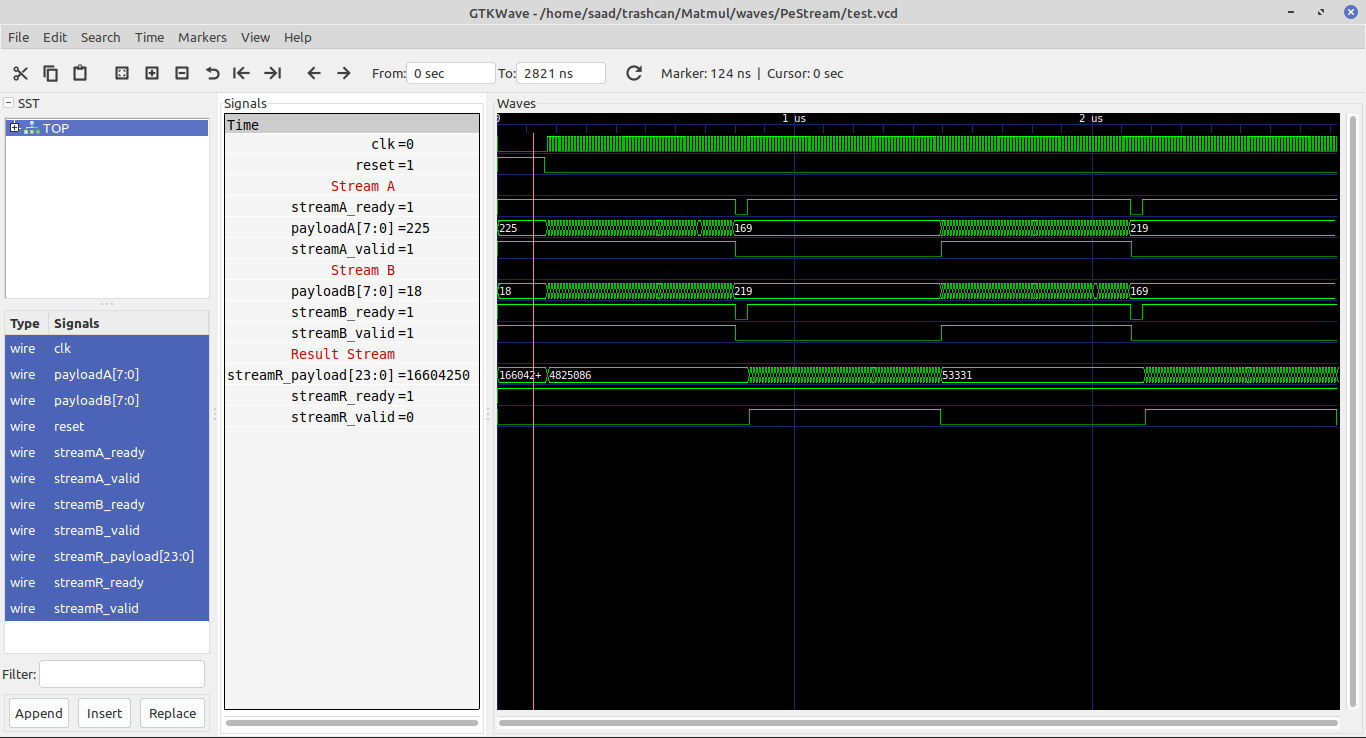 GTKWave - /home/saad/trashcan/Matmul/waves/PeStream/test.vcd
File Edit Search Time Markers View Help
From: 0 sec To: 2821 ns Marker: 124 ns | Cursor: 0 sec
SST
TOP
Type Signals
wire clk
wire payloadA[7:0]
wire payloadB[7:0]
wire reset
wire streamA_ready
wire streamA_valid
wire streamB_ready
wire streamB_valid
wire streamR_payload[23:0]
wire streamR_ready
wire streamR_valid
Filter:
Append Insert Replace
Signals
Time
clk=0
reset=1
Stream A
streamA_ready=1
payloadA[7:0]=225
streamA_valid=1
Stream B
payloadB[7:0]=18
streamB_ready=1
streamB_valid=1
Result Stream
streamR_payload[23:0]=16604250
streamR_ready=1
streamR_valid=0
Waves
0 1 us 2 us
225 169 219
18 219 169
166042+ 4825086 53331